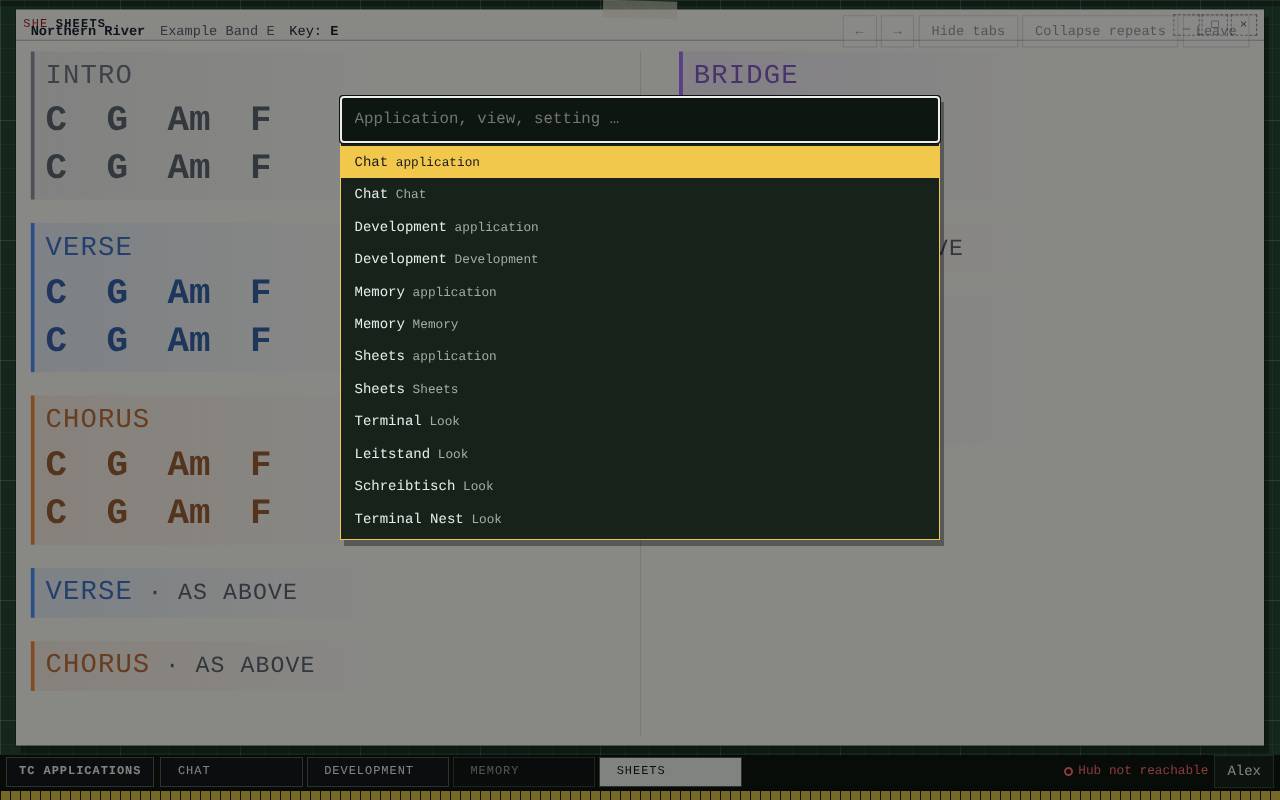 SHE SHEETS
Northern River Example Band E Key: E
← → Hide tabs Collapse repeats Leave
INTRO
C G Am F
C G Am F
VERSE
C G Am F
C G Am F
CHORUS
C G Am F
C G Am F
VERSE · AS ABOVE
CHORUS · AS ABOVE
BRIDGE
VE
Application, view, setting …
Chat application
Chat Chat
Development application
Development Development
Memory application
Memory Memory
Sheets application
Sheets Sheets
Terminal Look
Leitstand Look
Schreibtisch Look
Terminal Nest Look
TC APPLICATIONS CHAT DEVELOPMENT MEMORY SHEETS Hub not reachable Alex